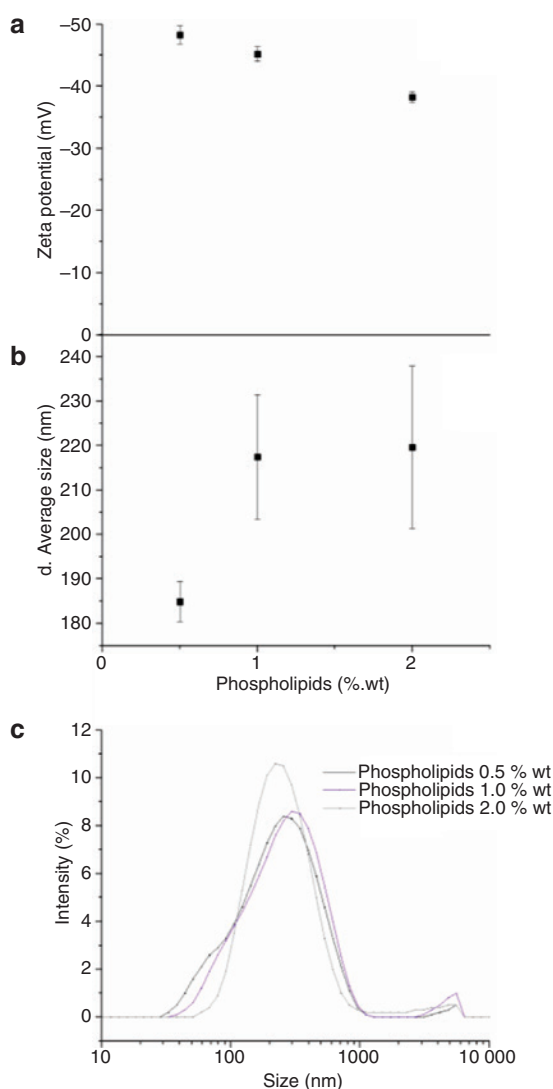 a
–50
–40
–30
–20
–10
0
Zeta potential (mV)
b
240
230
220
210
200
190
180
d. Average size (nm)
0 1 2
Phospholipids (%.wt)
c
12
10
8
6
4
2
0
Intensity (%)
Phospholipids 0.5 % wt
Phospholipids 1.0 % wt
Phospholipids 2.0 % wt
10 100 1000 10 000
Size (nm)